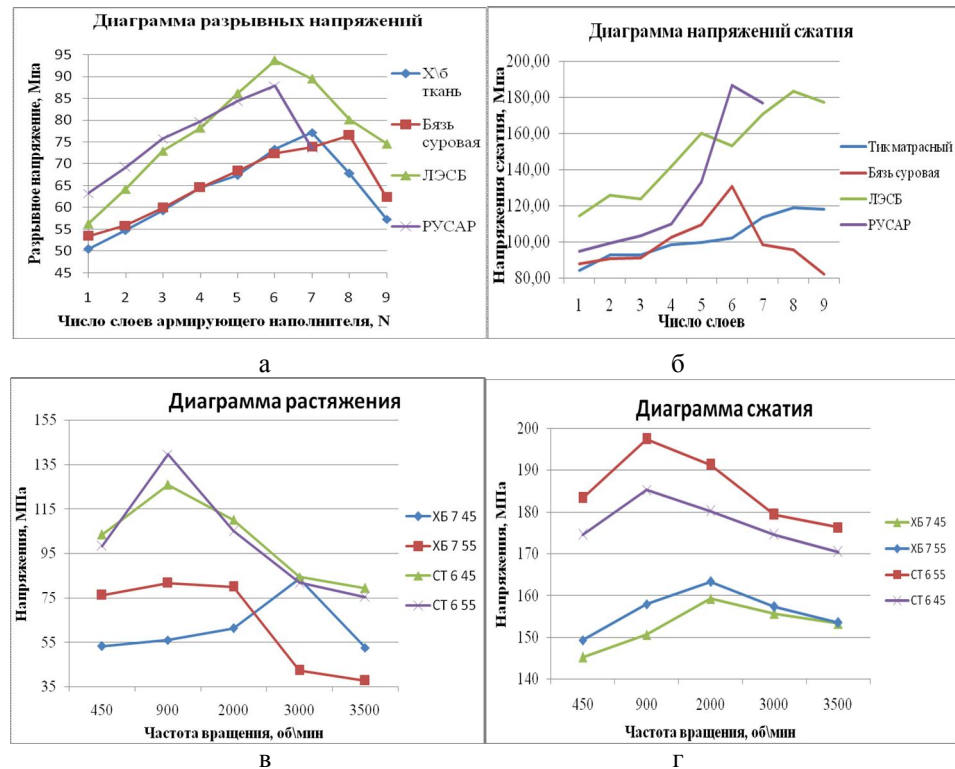 Диаграмма разрывных напряжений
Разрывное напряжение, Мпа
95
90
85
80
75
70
65
60
55
50
45
1 2 3 4 5 6 7 8 9
Число слоев армирующего наполнителя, N
Х\б
ткань
Бязь
суровая
ЛЭСБ
РУСАР
а
Диаграмма напряжений сжатия
Напряжения сжатия, Мпа
200,00
180,00
160,00
140,00
120,00
100,00
80,00
1 2 3 4 5 6 7 8 9
Число слоев
Тик матрасный
Бязь суровая
ЛЭСБ
РУСАР
б
Диаграмма растяжения
Напряжения, МПа
155
135
115
95
75
55
35
450 900 2000 3000 3500
Частота вращения, об\мин
ХБ 7 45
ХБ 7 55
СТ 6 45
СТ 6 55
в
Диаграмма сжатия
Напряжения, МПа
200
190
180
170
160
150
140
450 900 2000 3000 3500
Частота вращения, об\мин
ХБ 7 45
ХБ 7 55
СТ 6 55
СТ 6 45
г